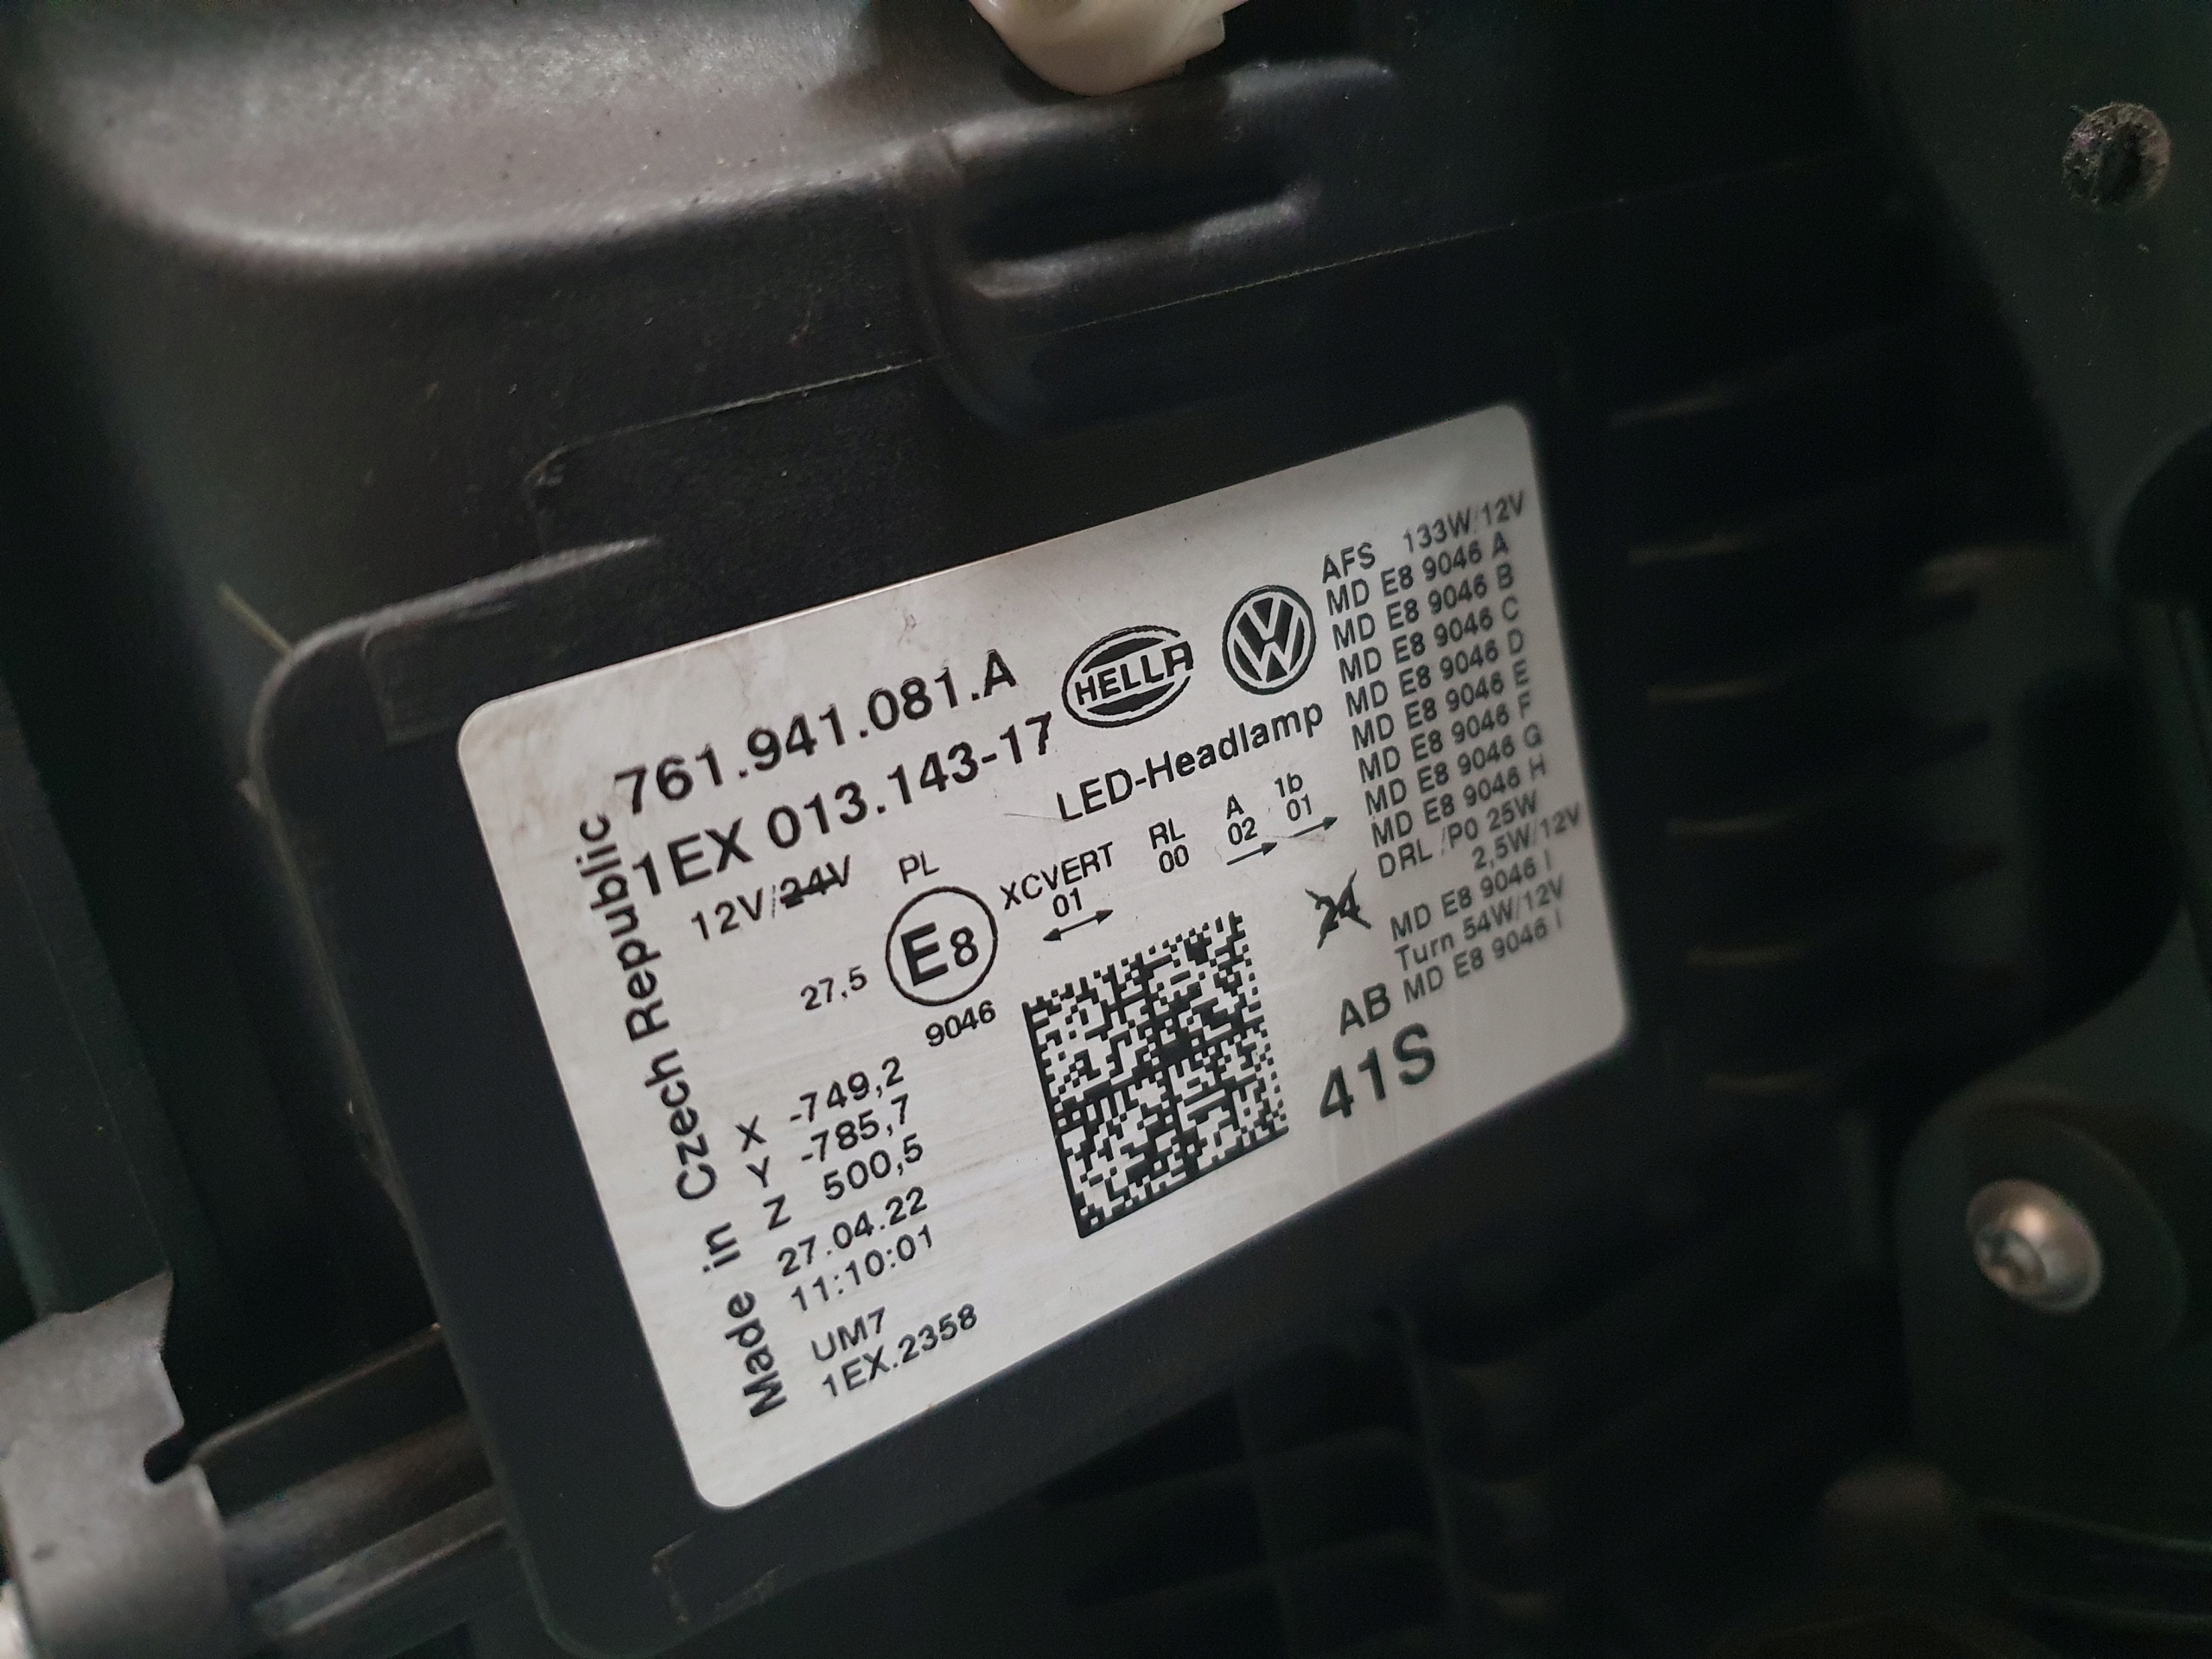 761.941.081.A
1EX 013.143-17
HELLA
VW
LED-Headlamp
12V/24V
PL
27,5
E8
9046
XCVERT
01
RL
00
A
02
1b
01
AFS 133W/12V
MD E8 9046 A
MD E8 9046 B
MD E8 9046 C
MD E8 9046 D
MD E8 9046 E
MD E8 9046 F
MD E8 9046 G
MD E8 9046 H
DRL/P0 25W
2,5W/12V
MD E8 9046 I
Turn 54W/12V
MD E8 9046 I
24
AB
41S
Made in Czech Republic
X -749,2
Y -785,7
Z 500,5
27.04.22
11:10:01
UM7
1EX.2358